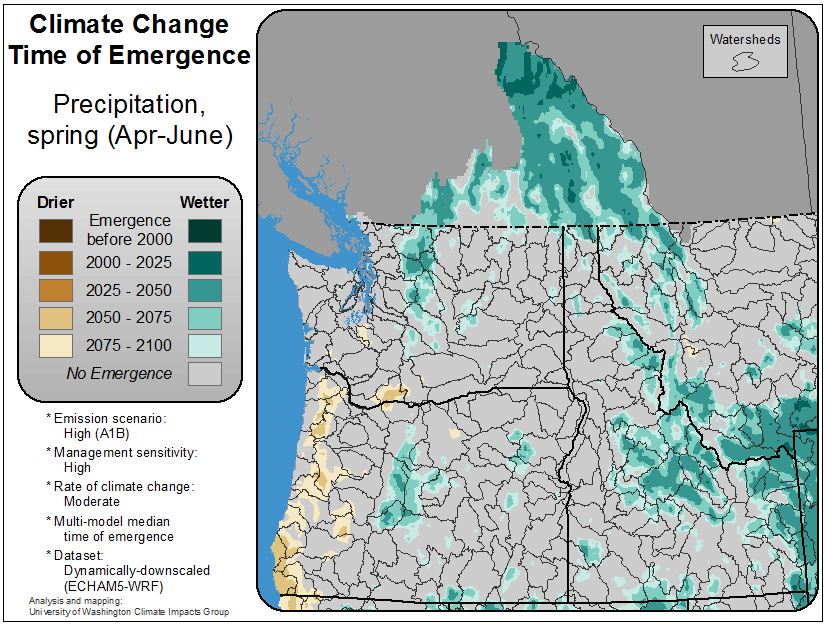 Climate Change
Time of Emergence
Precipitation,
spring (Apr-June)
Drier
Wetter
Emergence
before 2000
2000 - 2025
2025 - 2050
2050 - 2075
2075 - 2100
No Emergence
* Emission scenario:
High (A1B)
* Management sensitivity:
High
* Rate of climate change:
Moderate
* Multi-model median
time of emergence
* Dataset:
Dynamically-downscaled
(ECHAM5-WRF)
Analysis and mapping:
University of Washington Climate Impacts Group
Watersheds